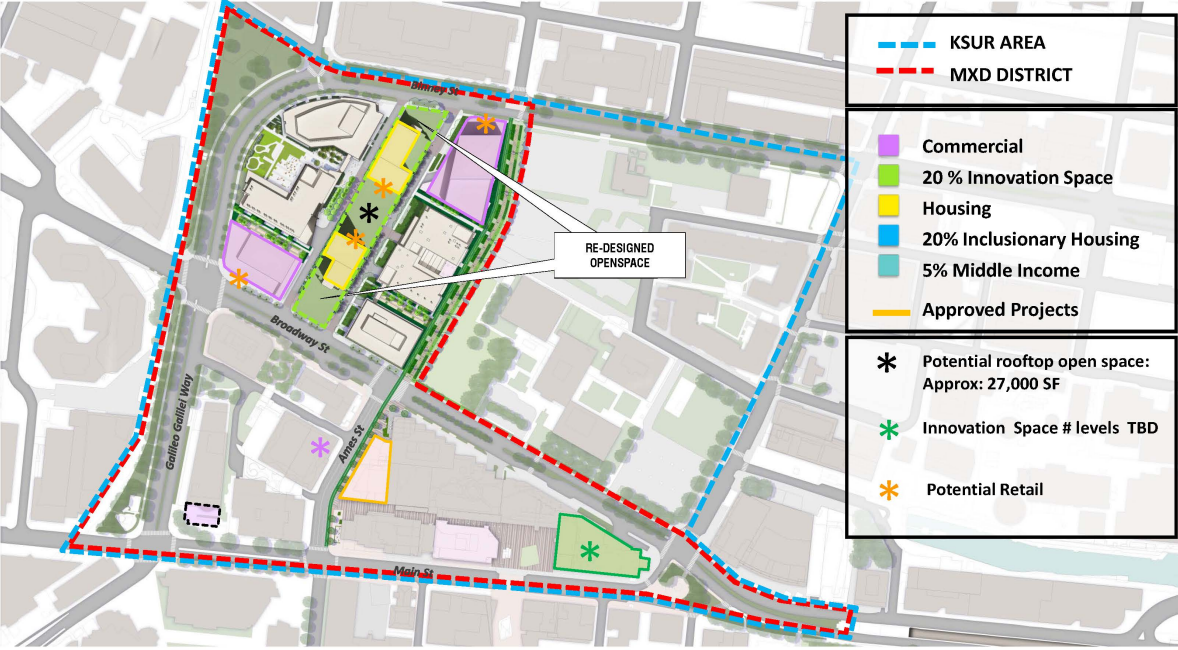 KSUR AREA
MXD DISTRICT
Commercial
20 % Innovation Space
Housing
20% Inclusionary Housing
5% Middle Income
Approved Projects
Potential rooftop open space:
Approx: 27,000 SF
Innovation Space # levels TBD
Potential Retail
Binney St
RE-DESIGNED
OPENSPACE
Broadway St
Galileo Galilei Way
Ames St
Main St